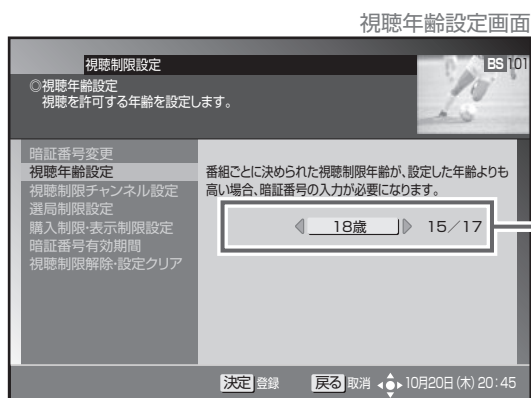 視聴年齢設定画面
視聴制限設定
BS 101
◎視聴年齢設定
視聴を許可する年齢を設定します。
暗証番号変更
視聴年齢設定
視聴制限チャンネル設定
選局制限設定
購入制限・表示制限設定
暗証番号有効期間
視聴制限解除・設定クリア
番組ごとに決められた視聴制限年齢が、設定した年齢よりも
高い場合、暗証番号の入力が必要になります。
18歳 15/17
決定 登録 戻る 取消 10月20日(木)20:45